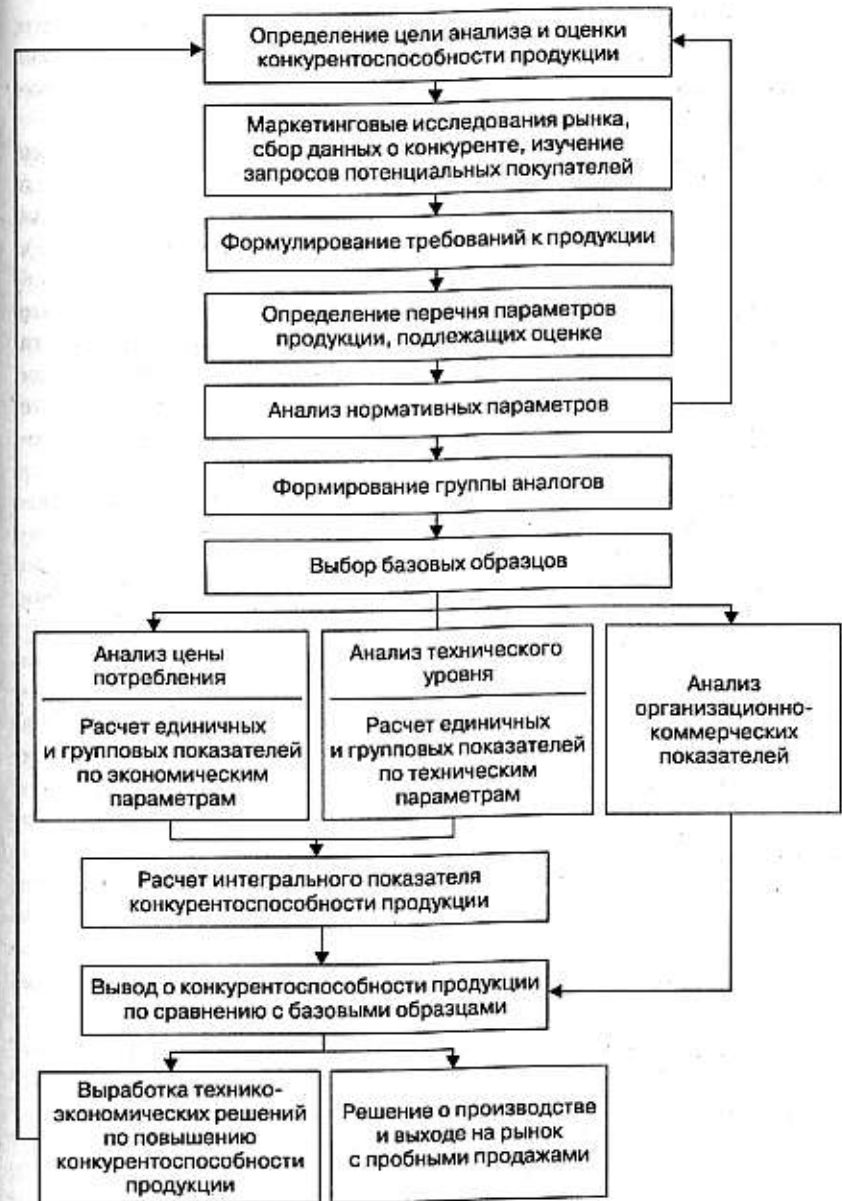 Определение цели анализа и оценки
конкурентоспособности продукции
Маркетинговые исследования рынка,
сбор данных о конкуренте, изучение
запросов потенциальных покупателей
Формулирование требований к продукции
Определение перечня параметров
продукции, подлежащих оценке
Анализ нормативных параметров
Формирование группы аналогов
Выбор базовых образцов
Анализ цены
потребления
Расчет единичных
и групповых показателей
по экономическим
параметрам
Анализ технического
уровня
Расчет единичных
и групповых показателей
по техническим
параметрам
Анализ
организационно-
коммерческих
показателей
Расчет интегрального показателя
конкурентоспособности продукции
Вывод о конкурентоспособности продукции
по сравнению с базовыми образцами
Выработка технико-
экономических решений
по повышению
конкурентоспособности
продукции
Решение о производстве
и выходе на рынок
с пробными продажами